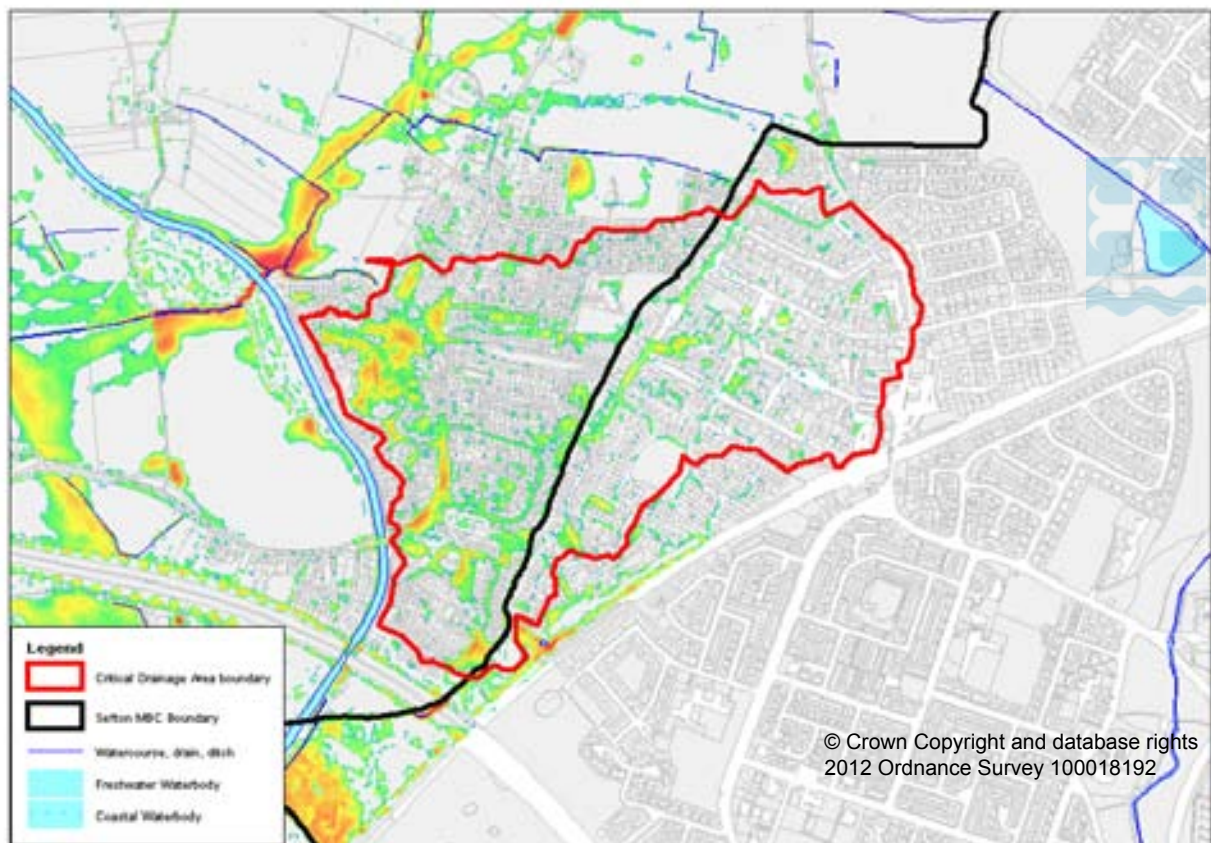 Legend
Critical Drainage Area boundary
Sefton MBC Boundary
Watercourse, drain, ditch
Freshwater Waterbody
Coastal Waterbody
© Crown Copyright and database rights
2012 Ordnance Survey 100018192